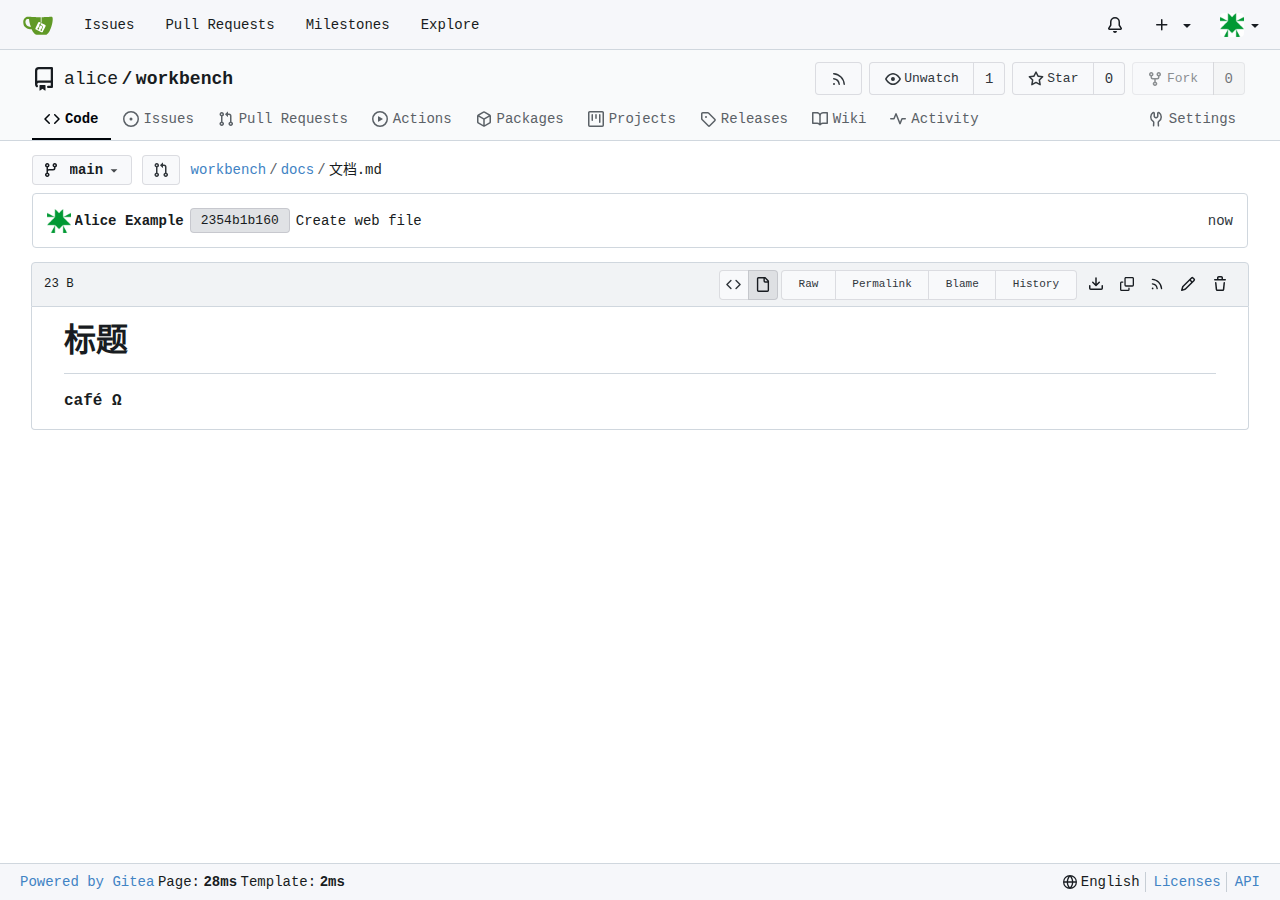 Issues Pull Requests Milestones Explore
alice/workbench Unwatch 1 Star 0 Fork 0
Code Issues Pull Requests Actions Packages Projects Releases Wiki Activity Settings
main workbench/docs/文档.md
Alice Example 2354b1b160 Create web file now
23 B Raw Permalink Blame History
标题
café Ω
Powered by Gitea Page: 28ms Template: 2ms English Licenses API